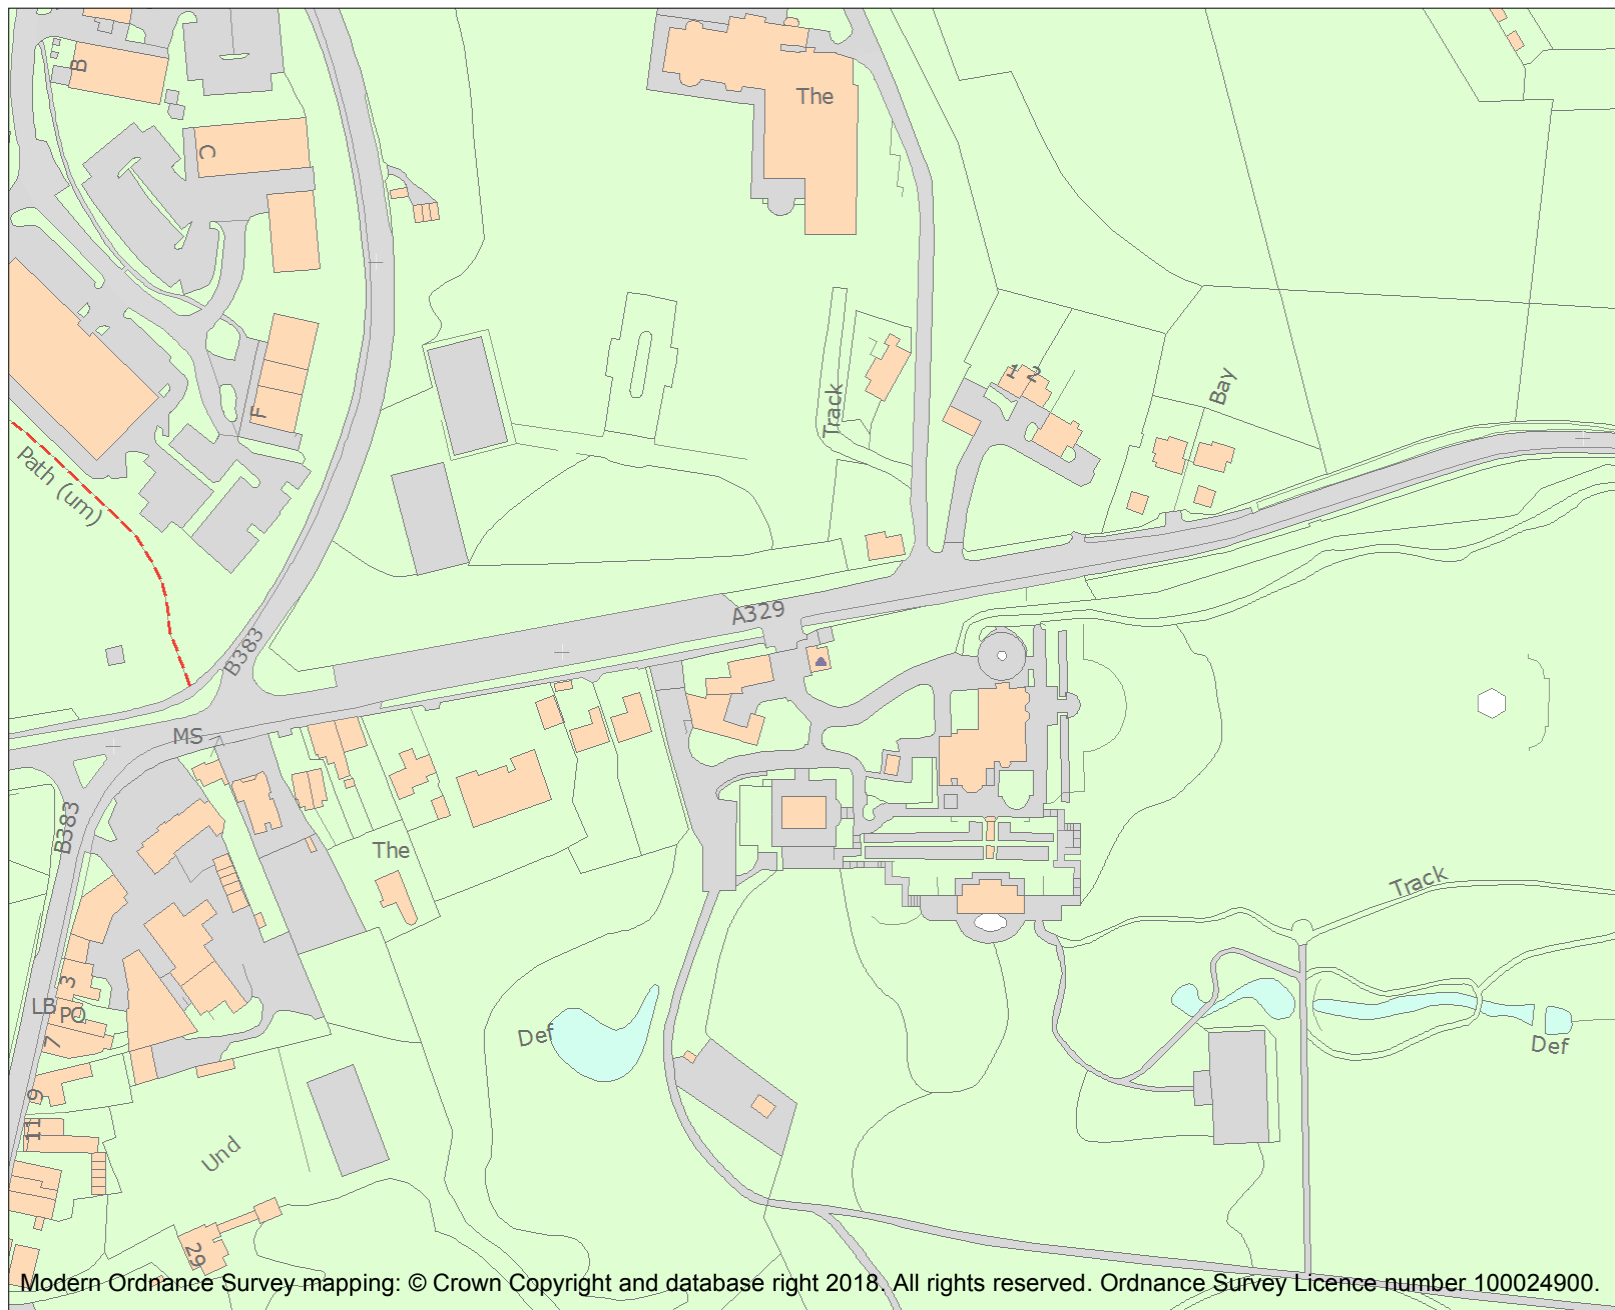 B
The
C
1 2
Bay
Track
F
Path (um)
A329
B383
MS
B383
The
Track
3
LB
PO
Def
7
Def
9
11
Und
29
Modern Ordnance Survey mapping: © Crown Copyright and database right 2018. All rights reserved. Ordnance Survey Licence number 100024900.